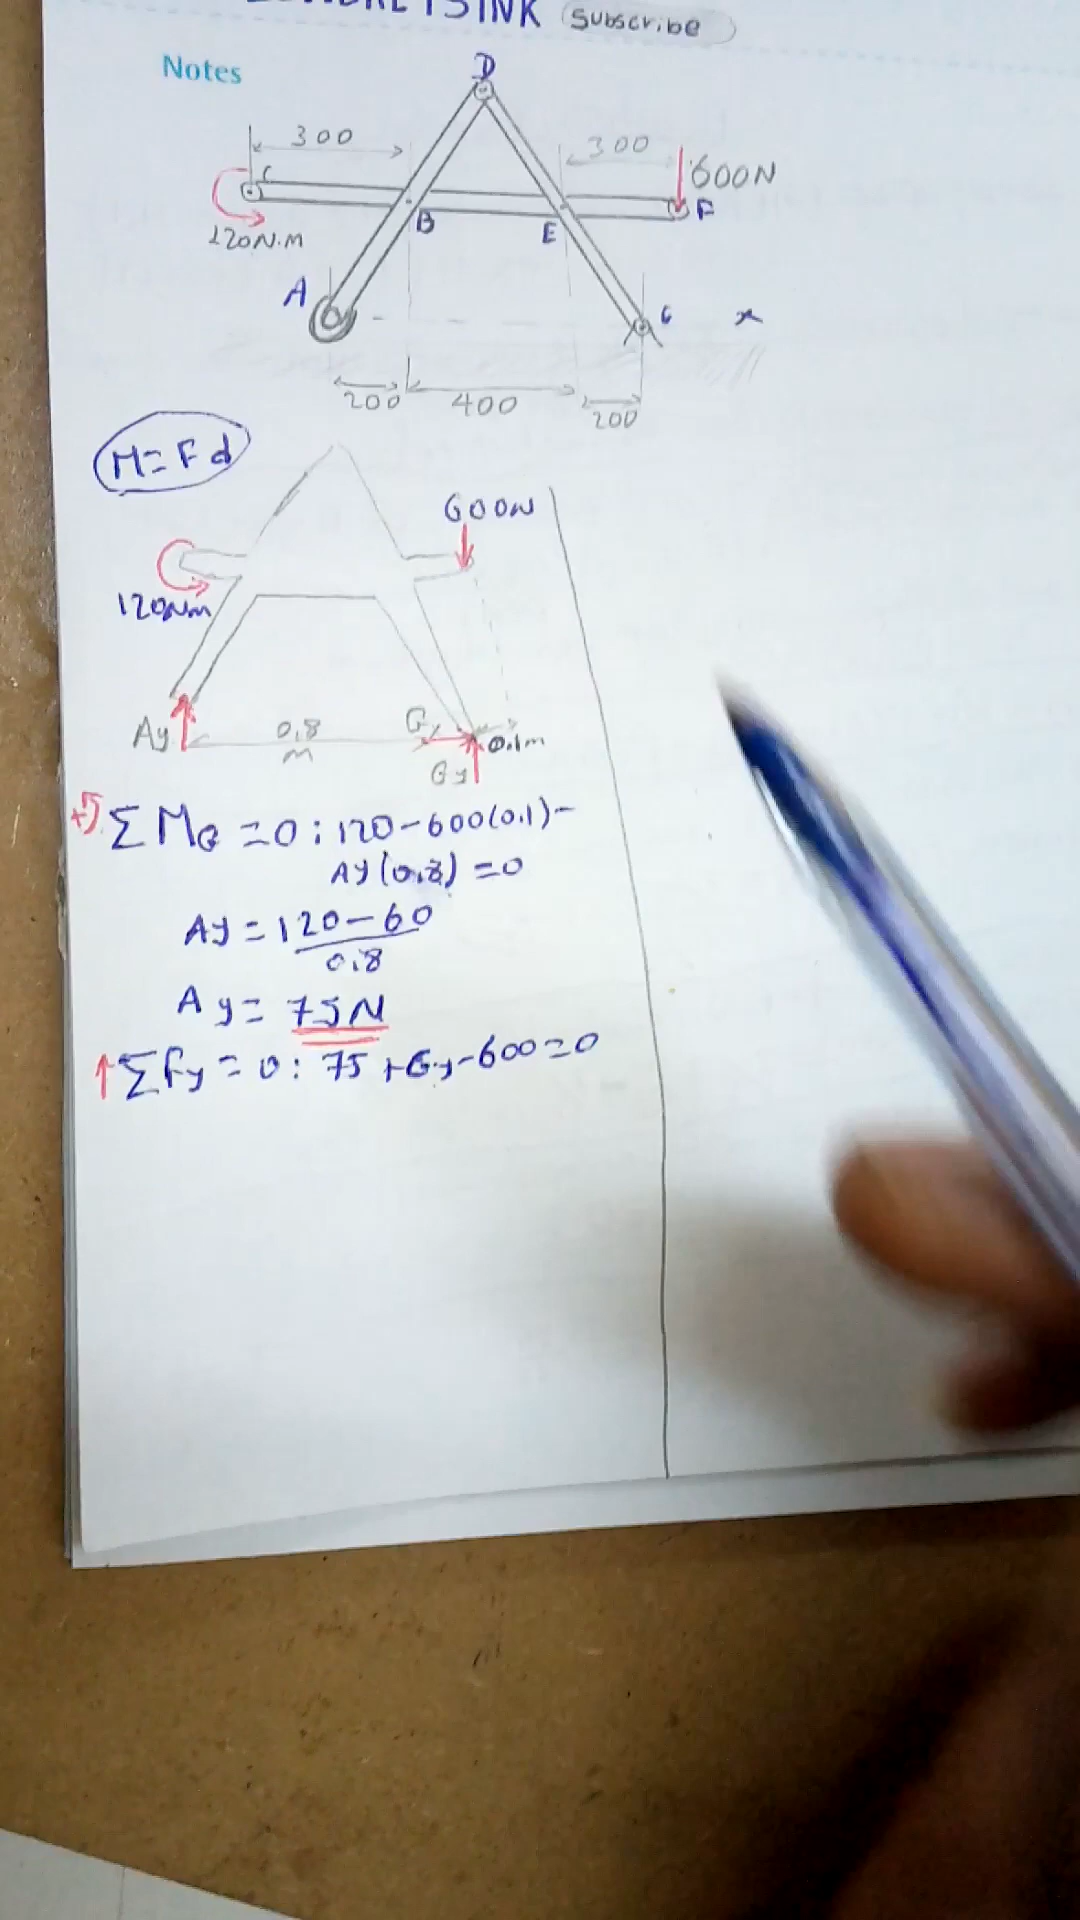 Subscribe
Notes
D
300
300
600N
C
F
B
E
120N.M
A
G
x
200
400
200
M=Fd
600N
120Nm
Ay
0,8
m
Gx
0.1m
Gy
+ ΣMG =0: 120-600(0.1)-
Ay(0.8) =0
Ay = 120-60
0.8
Ay= 75N
↑ΣFy=0: 75+Gy-600=0